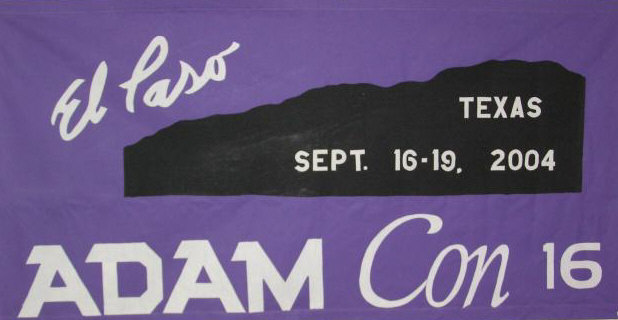 El Paso
TEXAS
SEPT. 16-19, 2004
ADAM Con 16